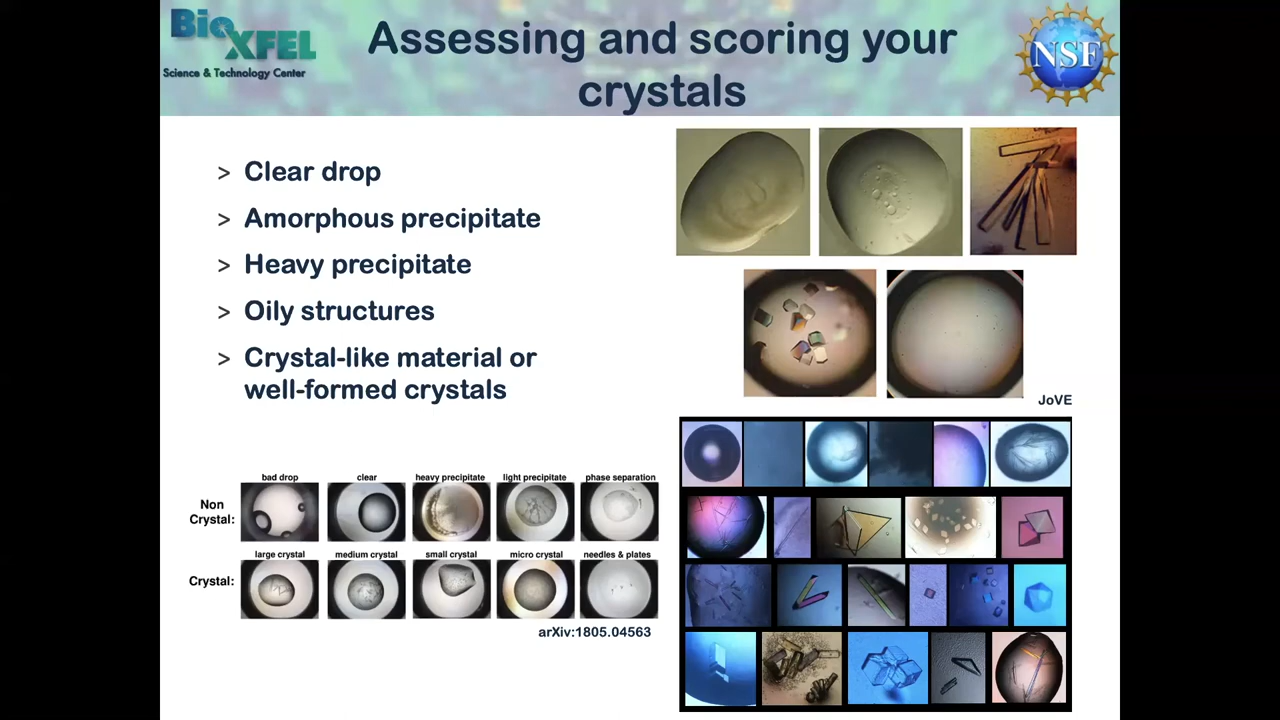 BioXFEL
Science & Technology Center
Assessing and scoring your
crystals
NSF
> Clear drop
> Amorphous precipitate
> Heavy precipitate
> Oily structures
> Crystal-like material or
well-formed crystals
JoVE
bad drop clear heavy precipitate light precipitate phase separation
Non
Crystal:
large crystal medium crystal small crystal micro crystal needles & plates
Crystal:
arXiv:1805.04563